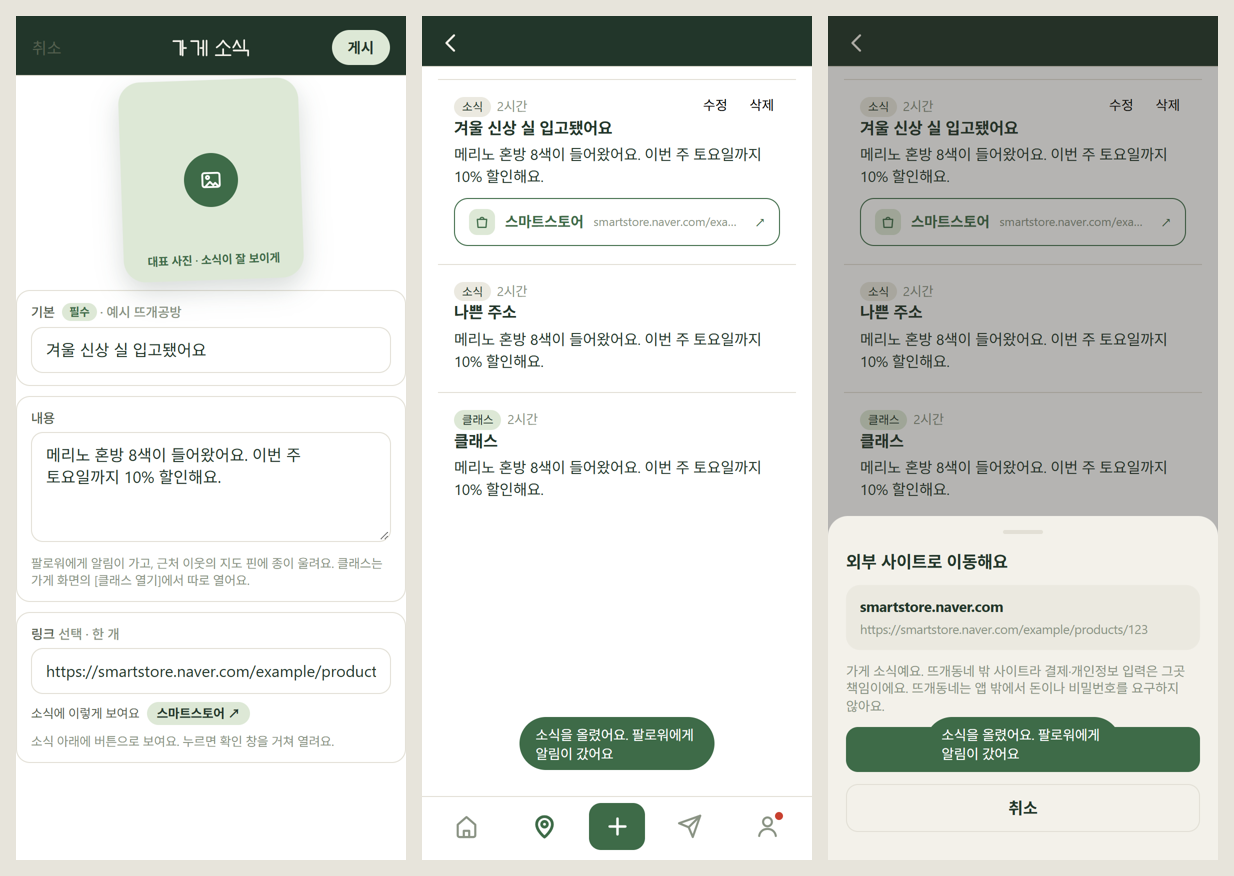 취소
가게 소식
게시
대표 사진 · 소식이 잘 보이게
기본 필수 · 예시 뜨개공방
겨울 신상 실 입고됐어요
내용
메리노 혼방 8색이 들어왔어요. 이번 주
토요일까지 10% 할인해요.
팔로워에게 알림이 가고, 근처 이웃의 지도 핀에 종이 울려요. 클래스는
가게 화면의 [클래스 열기]에서 따로 열어요.
링크 선택 · 한 개
https://smartstore.naver.com/example/product
소식에 이렇게 보여요 스마트스토어 ↗
소식 아래에 버튼으로 보여요. 누르면 확인 창을 거쳐 열려요.
소식 2시간 수정 삭제
겨울 신상 실 입고됐어요
메리노 혼방 8색이 들어왔어요. 이번 주 토요일까지
10% 할인해요.
스마트스토어 smartstore.naver.com/exa... ↗
소식 2시간
나쁜 주소
메리노 혼방 8색이 들어왔어요. 이번 주 토요일까지
10% 할인해요.
클래스 2시간
클래스
메리노 혼방 8색이 들어왔어요. 이번 주 토요일까지
10% 할인해요.
소식을 올렸어요. 팔로워에게
알림이 갔어요
소식 2시간 수정 삭제
겨울 신상 실 입고됐어요
메리노 혼방 8색이 들어왔어요. 이번 주 토요일까지
10% 할인해요.
스마트스토어 smartstore.naver.com/exa... ↗
소식 2시간
나쁜 주소
메리노 혼방 8색이 들어왔어요. 이번 주 토요일까지
10% 할인해요.
클래스 2시간
클래스
메리노 혼방 8색이 들어왔어요. 이번 주 토요일까지
10% 할인해요.
외부 사이트로 이동해요
smartstore.naver.com
https://smartstore.naver.com/example/products/123
가게 소식예요. 뜨개동네 밖 사이트라 결제·개인정보 입력은 그곳
책임이에요. 뜨개동네는 앱 밖에서 돈이나 비밀번호를 요구하지
않아요.
소식을 올렸어요. 팔로워에게
알림이 갔어요
취소